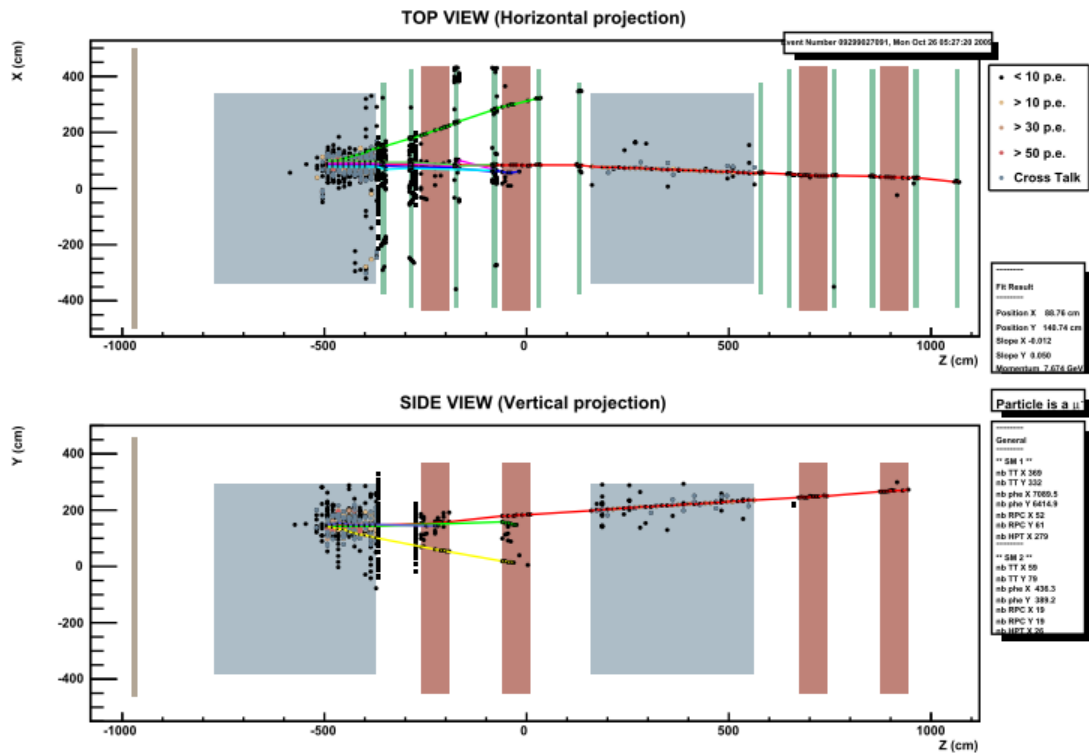 TOP VIEW (Horizontal projection)
Event Number 09299027091, Mon Oct 26 05:27:20 2009
X (cm)
400
200
0
-200
-400
-1000
-500
0
500
1000
Z (cm)
< 10 p.e.
> 10 p.e.
> 30 p.e.
> 50 p.e.
Cross Talk
Fit Result
Position X 88.76 cm
Position Y 140.74 cm
Slope X -0.012
Slope Y 0.050
Momentum 7.674 GeV
SIDE VIEW (Vertical projection)
Y (cm)
400
200
0
-200
-400
-1000
-500
0
500
1000
Z (cm)
Particle is a μ-
General
** SM 1 **
nb TT X 369
nb TT Y 332
nb phe X 7089.5
nb phe Y 6414.9
nb RPC X 52
nb RPC Y 61
nb HPT X 279
** SM 2 **
nb TT X 59
nb TT Y 79
nb phe X 436.3
nb phe Y 389.2
nb RPC X 19
nb RPC Y 19
nb HPT X 26